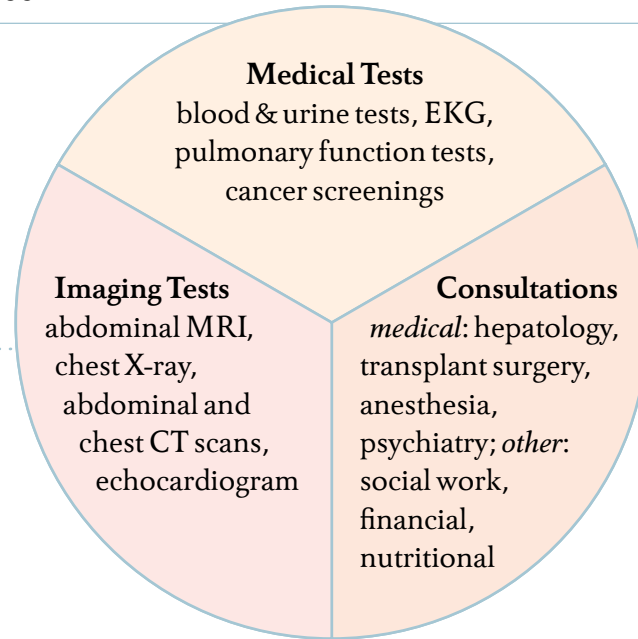 Medical Tests
blood & urine tests, EKG,
pulmonary function tests,
cancer screenings
Imaging Tests
abdominal MRI,
chest X-ray,
abdominal and
chest CT scans,
echocardiogram
Consultations
medical: hepatology,
transplant surgery,
anesthesia,
psychiatry; other:
social work,
financial,
nutritional